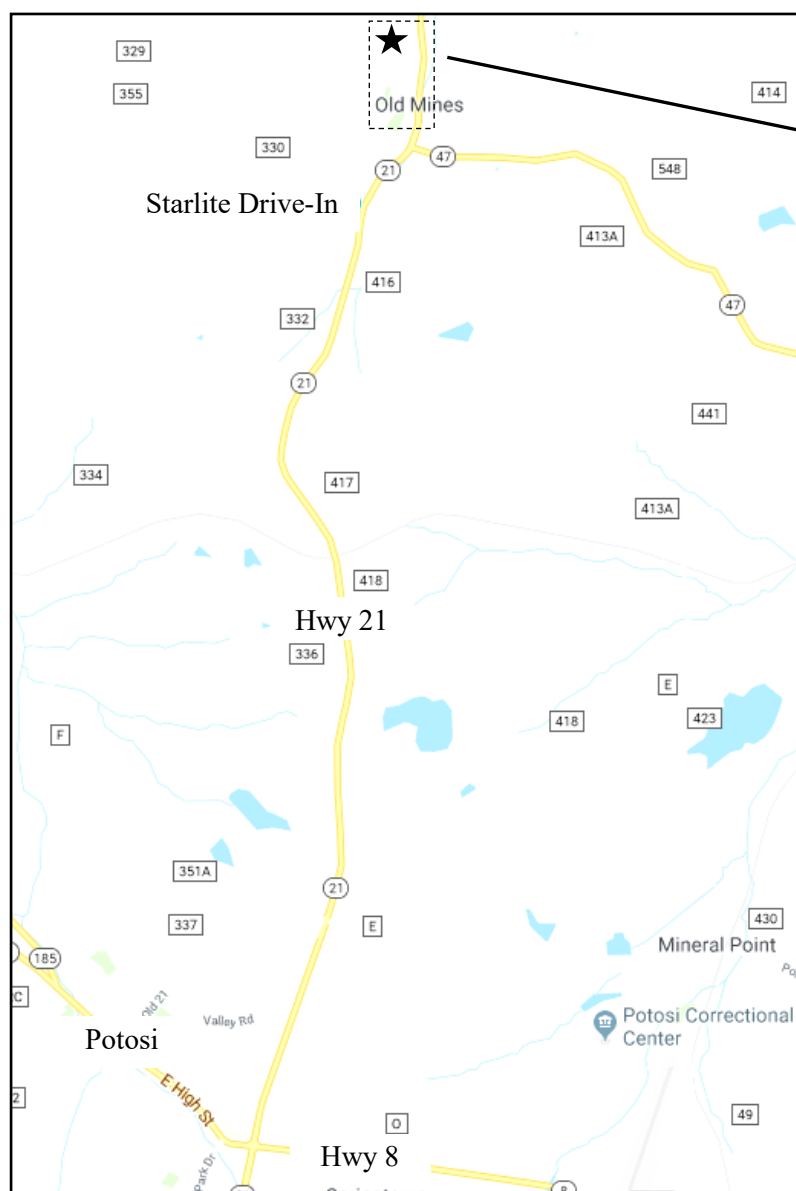 329
355
414
Old Mines
330
47
21
548
Starlite Drive-In
413A
416
332
47
21
441
334
417
413A
418
Hwy 21
336
E
418
423
F
351A
21
337
E
430
Mineral Point
185
Old 21
Valley Rd
Potosi Correctional
Center
Potosi
E High St
O
49
Park Dr
Hwy 8